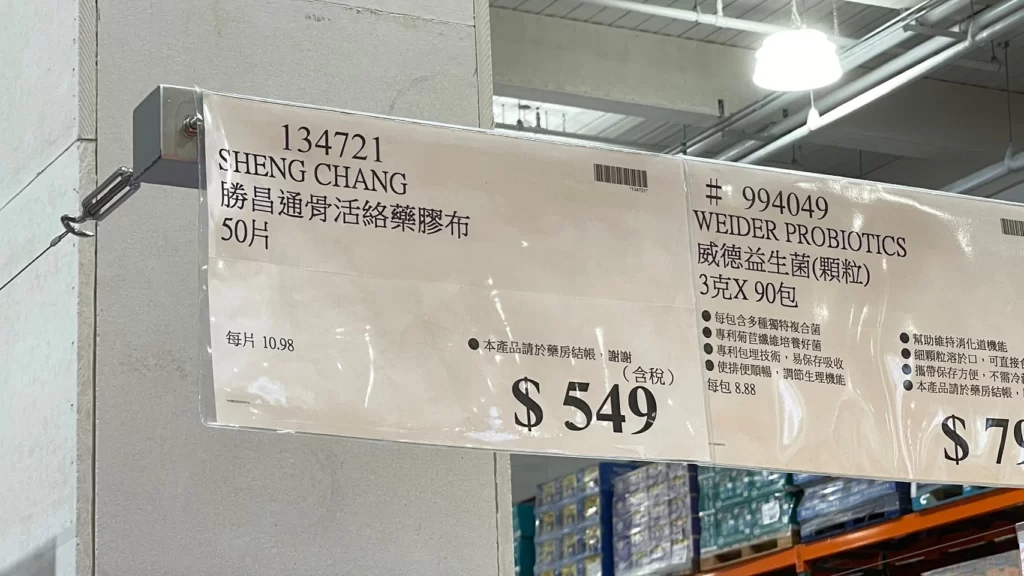 134721
SHENG CHANG
勝昌通骨活絡藥膠布
50片
每片 10.98
●本產品請於藥房結帳，謝謝
（含稅）
$ 549
# 994049
WEIDER PROBIOTICS
威德益生菌(顆粒)
3克X 90包
●每包含多種獨特複合菌
●專利菊苣纖維培養好菌
●專利包埋技術，易保存吸收
●使排便順暢，調節生理機能
每包 8.88
●幫助維持消化道機能
●細顆粒溶於口，可直接
●攜帶保存方便，不需冷
●本產品請於藥房結帳，
$ 79